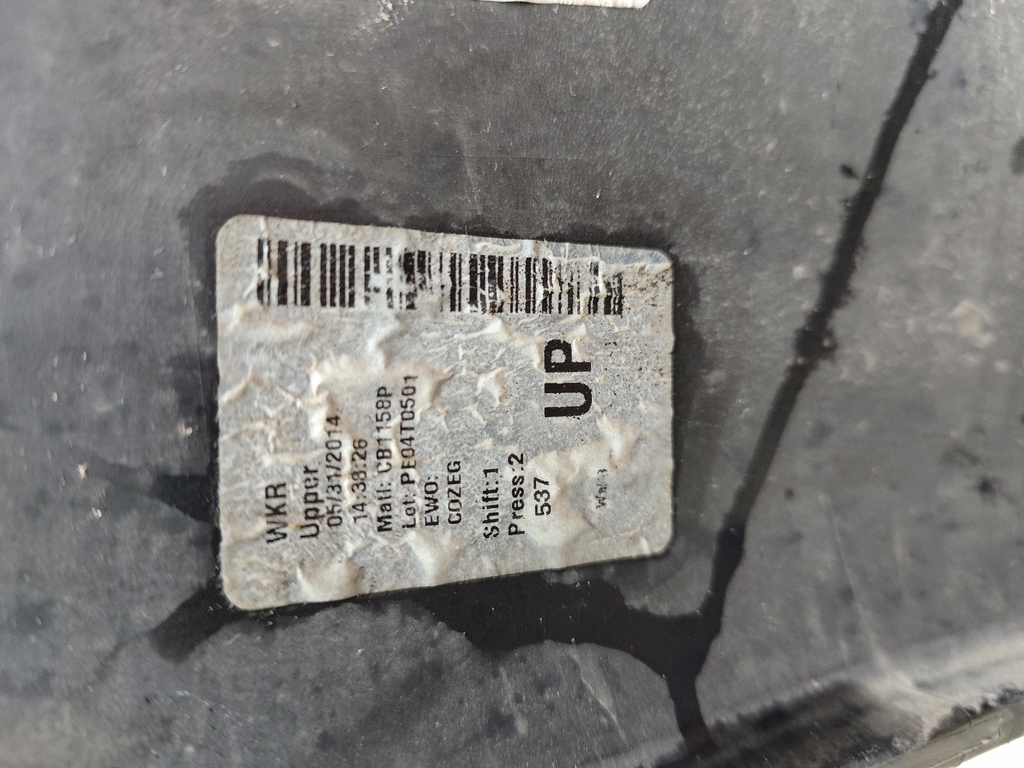 WKR
Upper
05/31/2014
14:38:26
Matl: CB1158P
Lot: PE04T0501
EWO:
COZEG
Shift:1
Press:2
537
UP